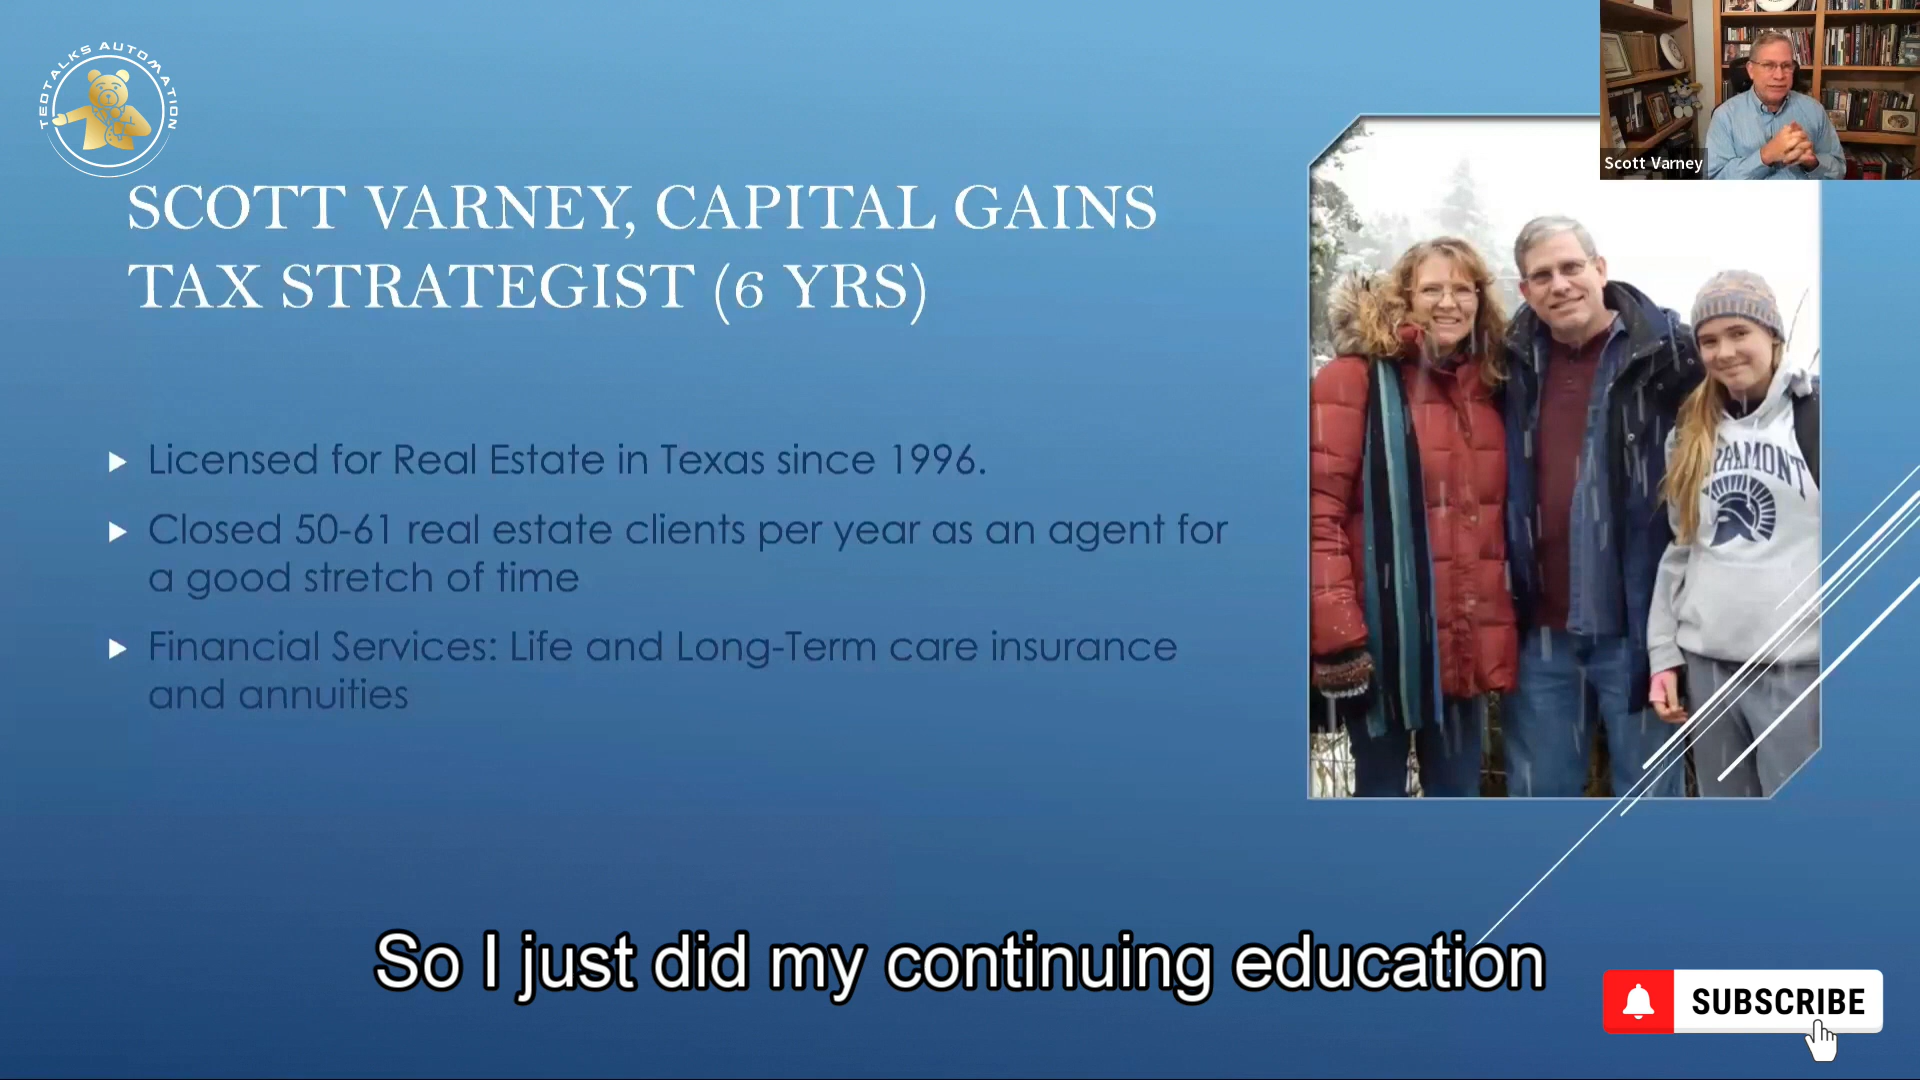 TEDTALKS AUTOMATION
Scott Varney
SCOTT VARNEY, CAPITAL GAINS
TAX STRATEGIST (6 YRS)
Licensed for Real Estate in Texas since 1996.
Closed 50-61 real estate clients per year as an agent for
a good stretch of time
Financial Services: Life and Long-Term care insurance
and annuities
So I just did my continuing education
SUBSCRIBE